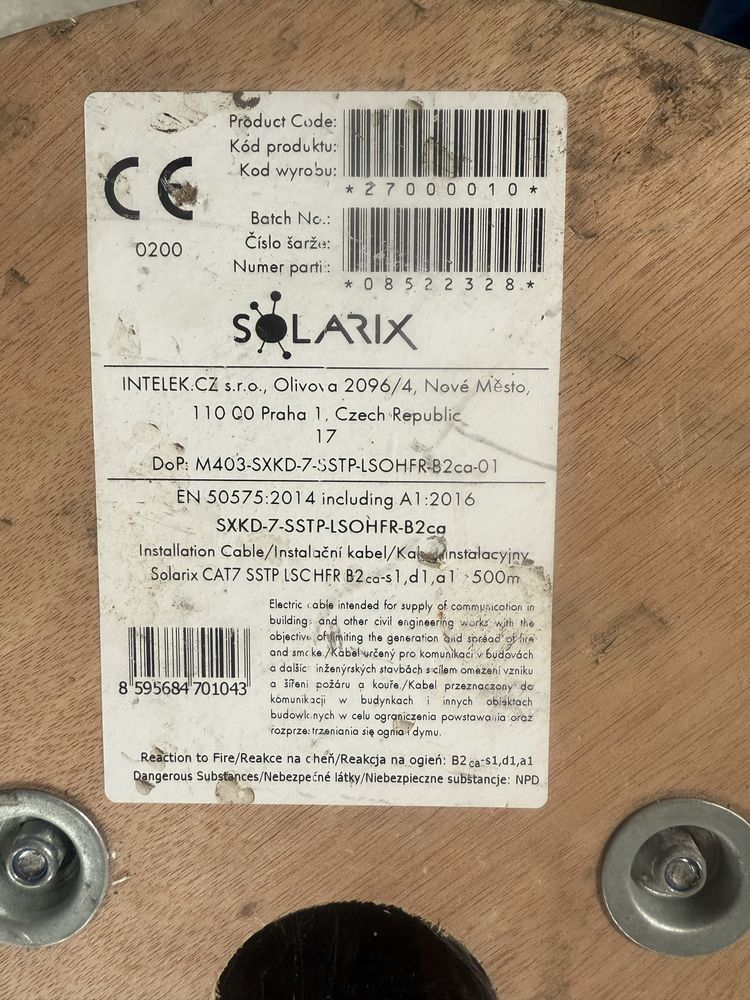 Product Code:
Kód produktu:
Kod wyrobu:
*27000010*
CE
0200
Batch No.:
Číslo šarže:
Numer partii:
*08522328.*
SOLARIX
INTELEK.CZ s.r.o., Olivova 2096/4, Nové Město,
110 00 Praha 1, Czech Republic
17
DoP: M403-SXKD-7-SSTP-LSOHFR-B2ca-01
EN 50575:2014 including A1:2016
SXKD-7-SSTP-LSOHFR-B2ca
Installation Cable/Instalační kabel/Kabel instalacyjny
Solarix CAT7 SSTP LSOHFR B2ca-s1,d1,a1 500m
Electric cable intended for supply of communication in
buildings and other civil engineering works with the
objective of limiting the generation and spread of fire
and smoke./Kabel určený pro komunikaci v budovách
a dalších inženýrských stavbách s cílem omezení vzniku
a šíření požáru a kouře./Kabel przeznaczony do
komunikacji w budynkach i innych obiektach
budowlanych w celu ograniczenia powstawania oraz
rozprzestrzeniania się ognia i dymu.
8 595684 701043
Reaction to Fire/Reakce na oheň/Reakcja na ogień: B2ca-s1,d1,a1
Dangerous Substances/Nebezpečné látky/Niebezpieczne substancje: NPD